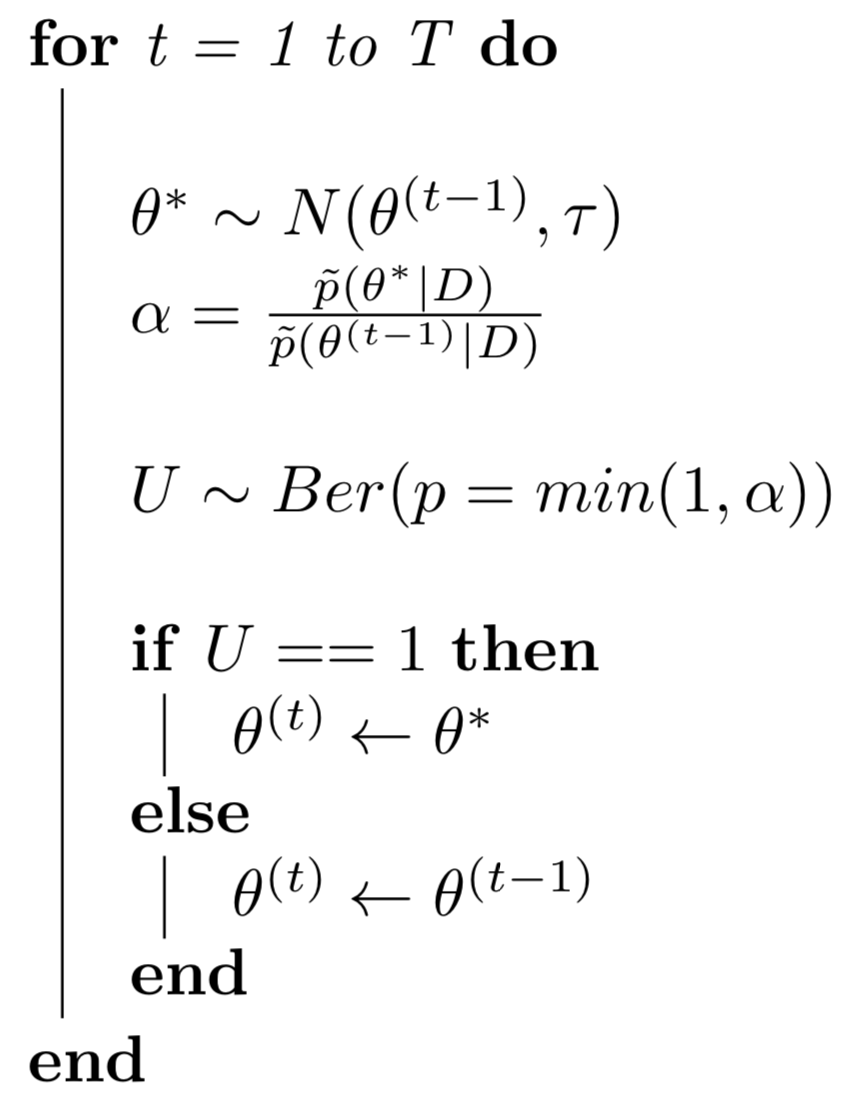 for t = 1 to T do
θ* ∼ N(θ^(t−1), τ)
α = p̃(θ*|D) / p̃(θ^(t−1)|D)
U ∼ Ber(p = min(1, α))
if U == 1 then
θ^(t) ← θ*
else
θ^(t) ← θ^(t−1)
end
end